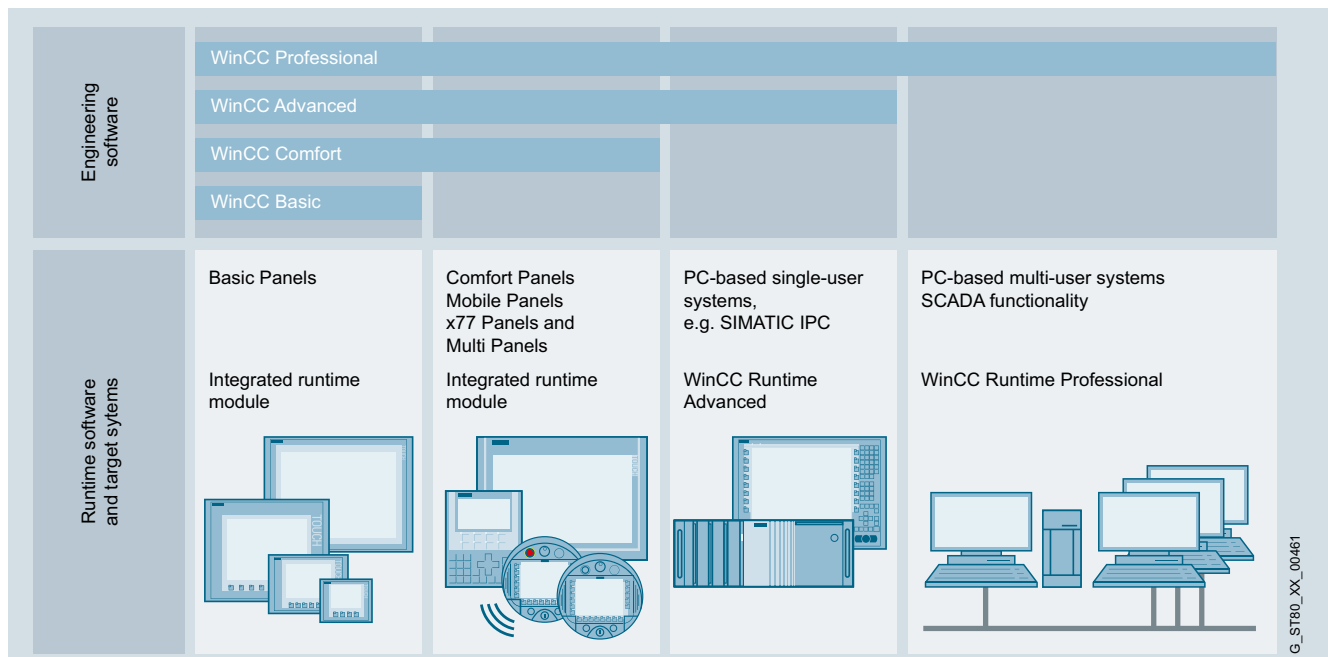 Engineering
software
WinCC Professional
WinCC Advanced
WinCC Comfort
WinCC Basic
Runtime software
and target sytems
Basic Panels
Integrated runtime
module
Comfort Panels
Mobile Panels
x77 Panels and
Multi Panels
Integrated runtime
module
PC-based single-user
systems,
e.g. SIMATIC IPC
WinCC Runtime
Advanced
PC-based multi-user systems
SCADA functionality
WinCC Runtime Professional
TOUCH
TOUCH
G_ST80_XX_00461